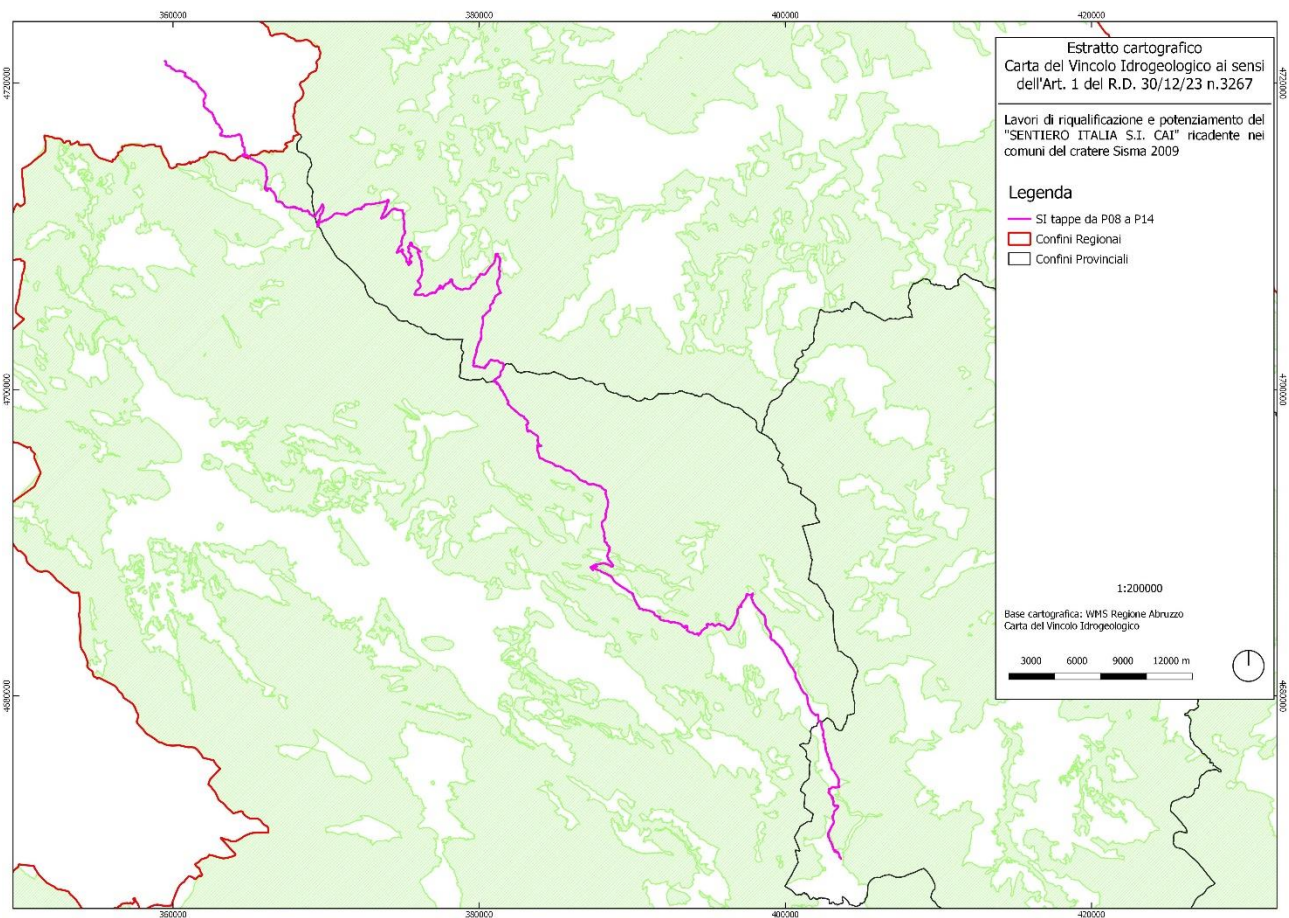 360000
380000
400000
420000
4720000
4720000
Estratto cartografico
Carta del Vincolo Idrogeologico ai sensi
dell'Art. 1 del R.D. 30/12/23 n.3267
Lavori di riqualificazione e potenziamento del
"SENTIERO ITALIA S.I. CAI" ricadente nei
comuni del cratere Sisma 2009
Legenda
SI tappe da P08 a P14
Confini Regionai
Confini Provinciali
4700000
4700000
1:200000
Base cartografica: WMS Regione Abruzzo
Carta del Vincolo Idrogeologico
3000 6000 9000 12000 m
4680000
4680000
360000
380000
400000
420000